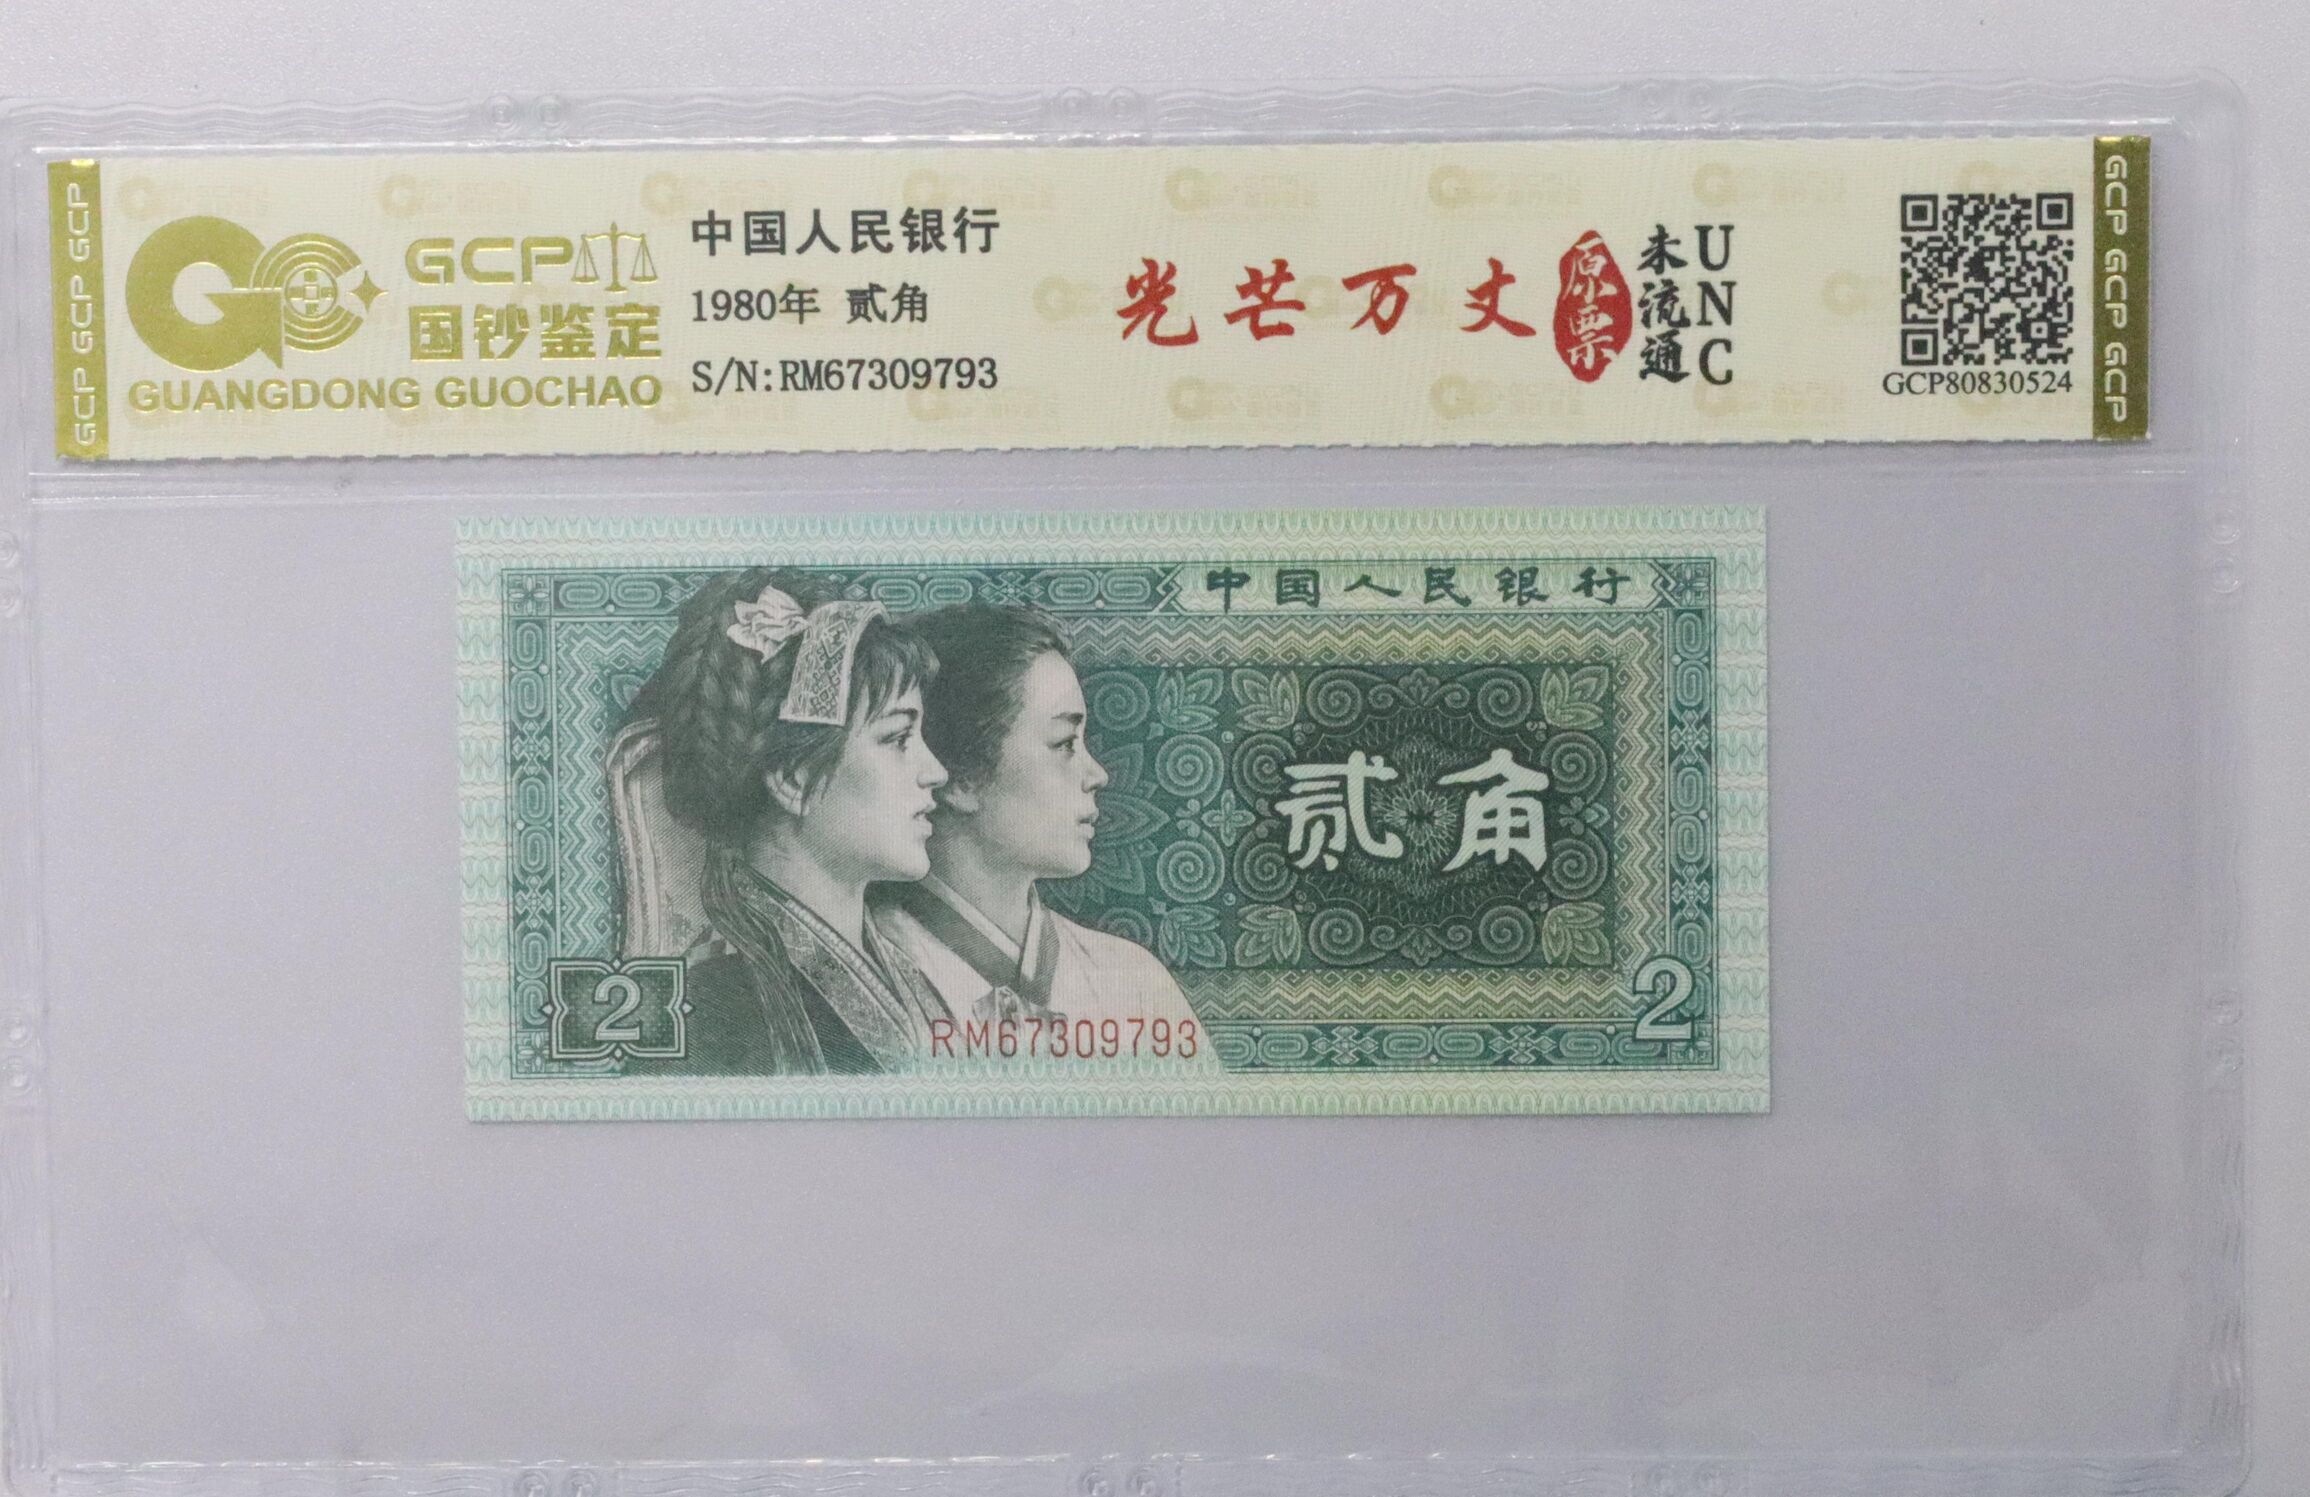 GCP GCP GCP
GCP
国钞鉴定
GUANGDONG GUOCHAO
中国人民银行
1980年 贰角
S/N:RM67309793
光芒万丈
原票
未流通
UNC
GCP80830524
GCP GCP GCP
中国人民银行
贰角
2
2
RM67309793